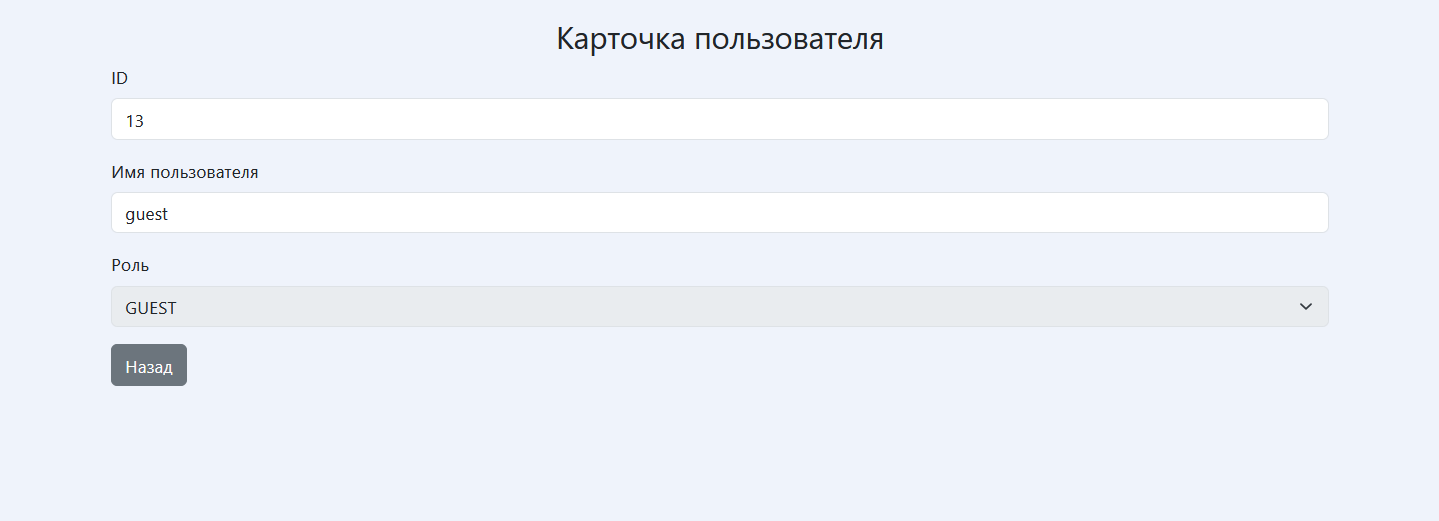 Карточка пользователя
ID
13
Имя пользователя
guest
Роль
GUEST
Назад